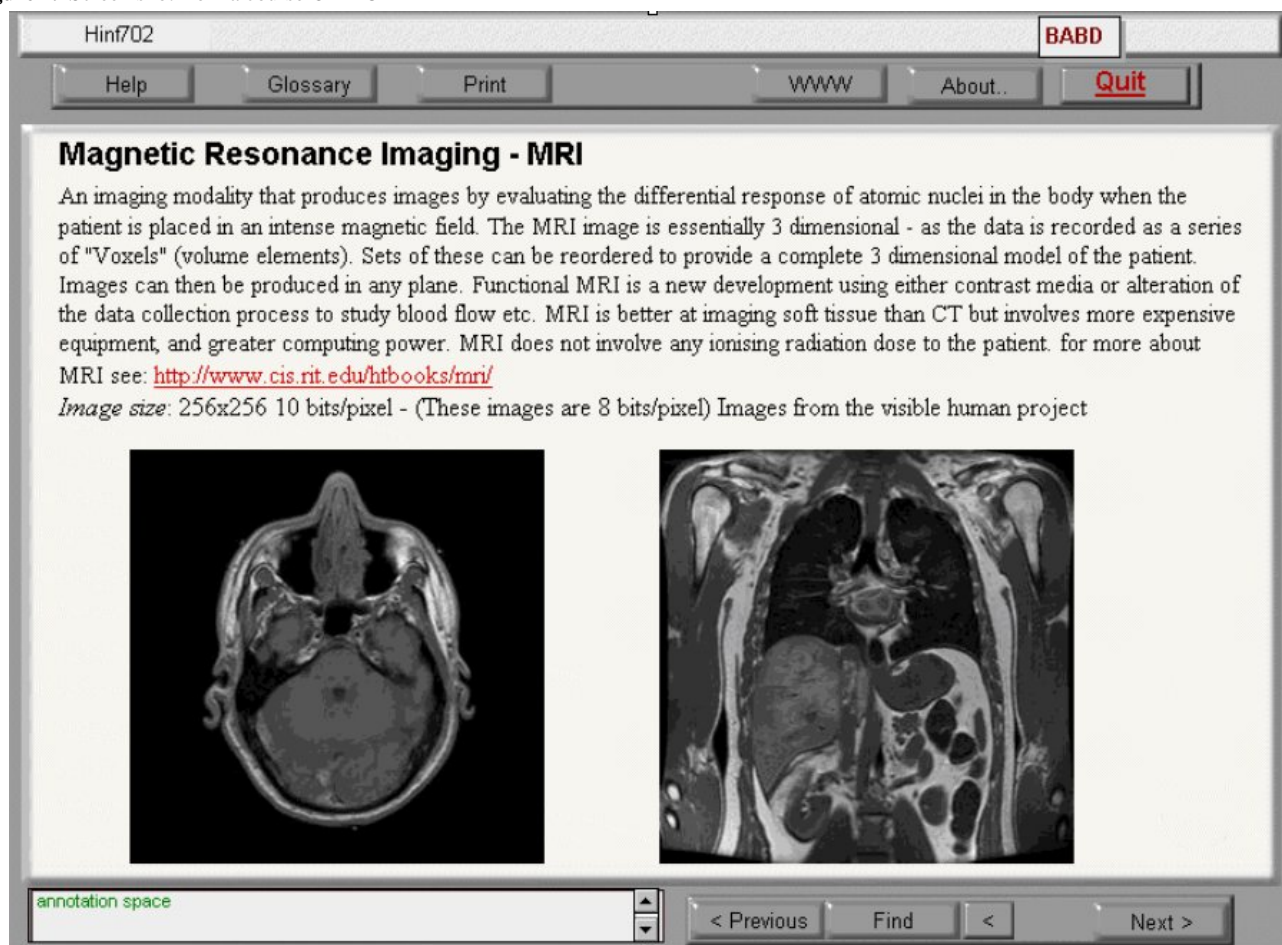 Hinf702
BABD
Help
Glossary
Print
WWW
About..
Quit
Magnetic Resonance Imaging - MRI
An imaging modality that produces images by evaluating the differential response of atomic nuclei in the body when the
patient is placed in an intense magnetic field. The MRI image is essentially 3 dimensional - as the data is recorded as a series
of "Voxels" (volume elements). Sets of these can be reordered to provide a complete 3 dimensional model of the patient.
Images can then be produced in any plane. Functional MRI is a new development using either contrast media or alteration of
the data collection process to study blood flow etc. MRI is better at imaging soft tissue than CT but involves more expensive
equipment, and greater computing power. MRI does not involve any ionising radiation dose to the patient. for more about
MRI see: http://www.cis.rit.edu/htbooks/mri/
Image size: 256x256 10 bits/pixel - (These images are 8 bits/pixel) Images from the visible human project
annotation space
< Previous
Find
<
Next >